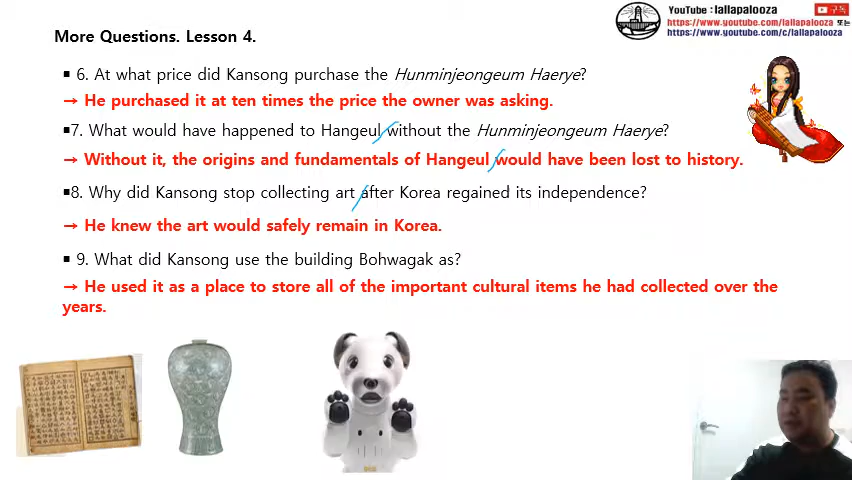 YouTube : lallapalooza
구독
https://www.youtube.com/lallapalooza 또는
https://www.youtube.com/c/lallapalooza
More Questions. Lesson 4.
▪ 6. At what price did Kansong purchase the Hunminjeongeum Haerye?
→ He purchased it at ten times the price the owner was asking.
▪7. What would have happened to Hangeul without the Hunminjeongeum Haerye?
→ Without it, the origins and fundamentals of Hangeul would have been lost to history.
▪8. Why did Kansong stop collecting art after Korea regained its independence?
→ He knew the art would safely remain in Korea.
▪ 9. What did Kansong use the building Bohwagak as?
→ He used it as a place to store all of the important cultural items he had collected over the
years.